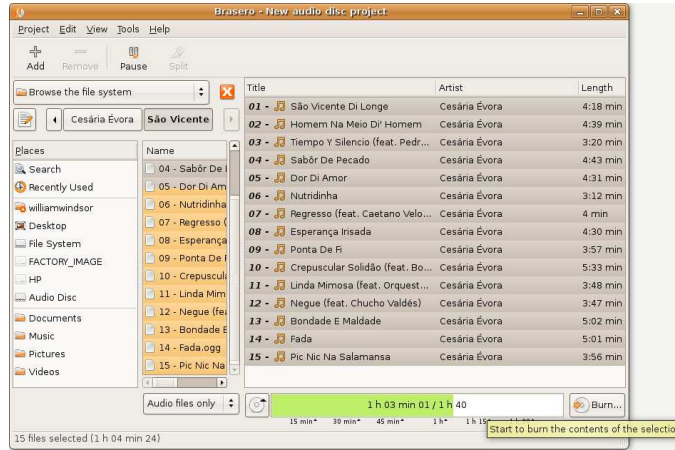 Brasero - New audio disc project
Project Edit View Tools Help
Add Remove Pause Split
Browse the file system
Cesária Évora São Vicente
Places
Search
Recently Used
williamwindsor
Desktop
File System
FACTORY_IMAGE
HP
Audio Disc
Documents
Music
Pictures
Videos
Name
04 - Sabôr De
05 - Dor Di Am
06 - Nutridinha
07 - Regresso (
08 - Esperança
09 - Ponta De F
10 - Crepuscula
11 - Linda Mim
12 - Negue (fea
13 - Bondade E
14 - Fada.ogg
15 - Pic Nic Na
Title Artist Length
01 - São Vicente Di Longe Cesária Évora 4:18 min
02 - Homem Na Meio Di' Homem Cesária Évora 4:39 min
03 - Tiempo Y Silencio (feat. Pedr... Cesária Évora 3:20 min
04 - Sabôr De Pecado Cesária Évora 4:43 min
05 - Dor Di Amor Cesária Évora 4:31 min
06 - Nutridinha Cesária Évora 3:12 min
07 - Regresso (feat. Caetano Velo... Cesária Évora 4 min
08 - Esperança Irisada Cesária Évora 4:30 min
09 - Ponta De Fi Cesária Évora 3:57 min
10 - Crepuscular Solidão (feat. Bo... Cesária Évora 5:33 min
11 - Linda Mimosa (feat. Orquest... Cesária Évora 3:48 min
12 - Negue (feat. Chucho Valdés) Cesária Évora 3:47 min
13 - Bondade E Maldade Cesária Évora 5:02 min
14 - Fada Cesária Évora 5:01 min
15 - Pic Nic Na Salamansa Cesária Évora 3:56 min
Audio files only 1 h 03 min 01 / 1 h 40 Burn...
15 min 30 min 45 min 1 h 1 h 15
Start to burn the contents of the selectio
15 files selected (1 h 04 min 24)